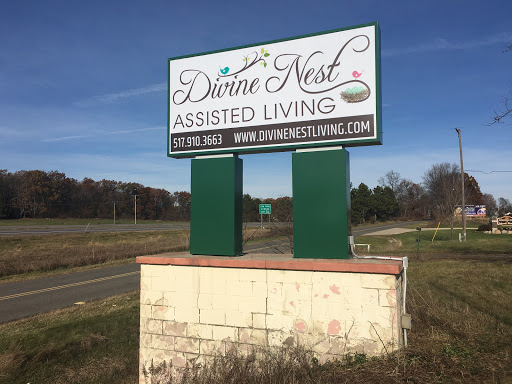 Divine Nest
ASSISTED LIVING
517.910.3663 WWW.DIVINENESTLIVING.COM